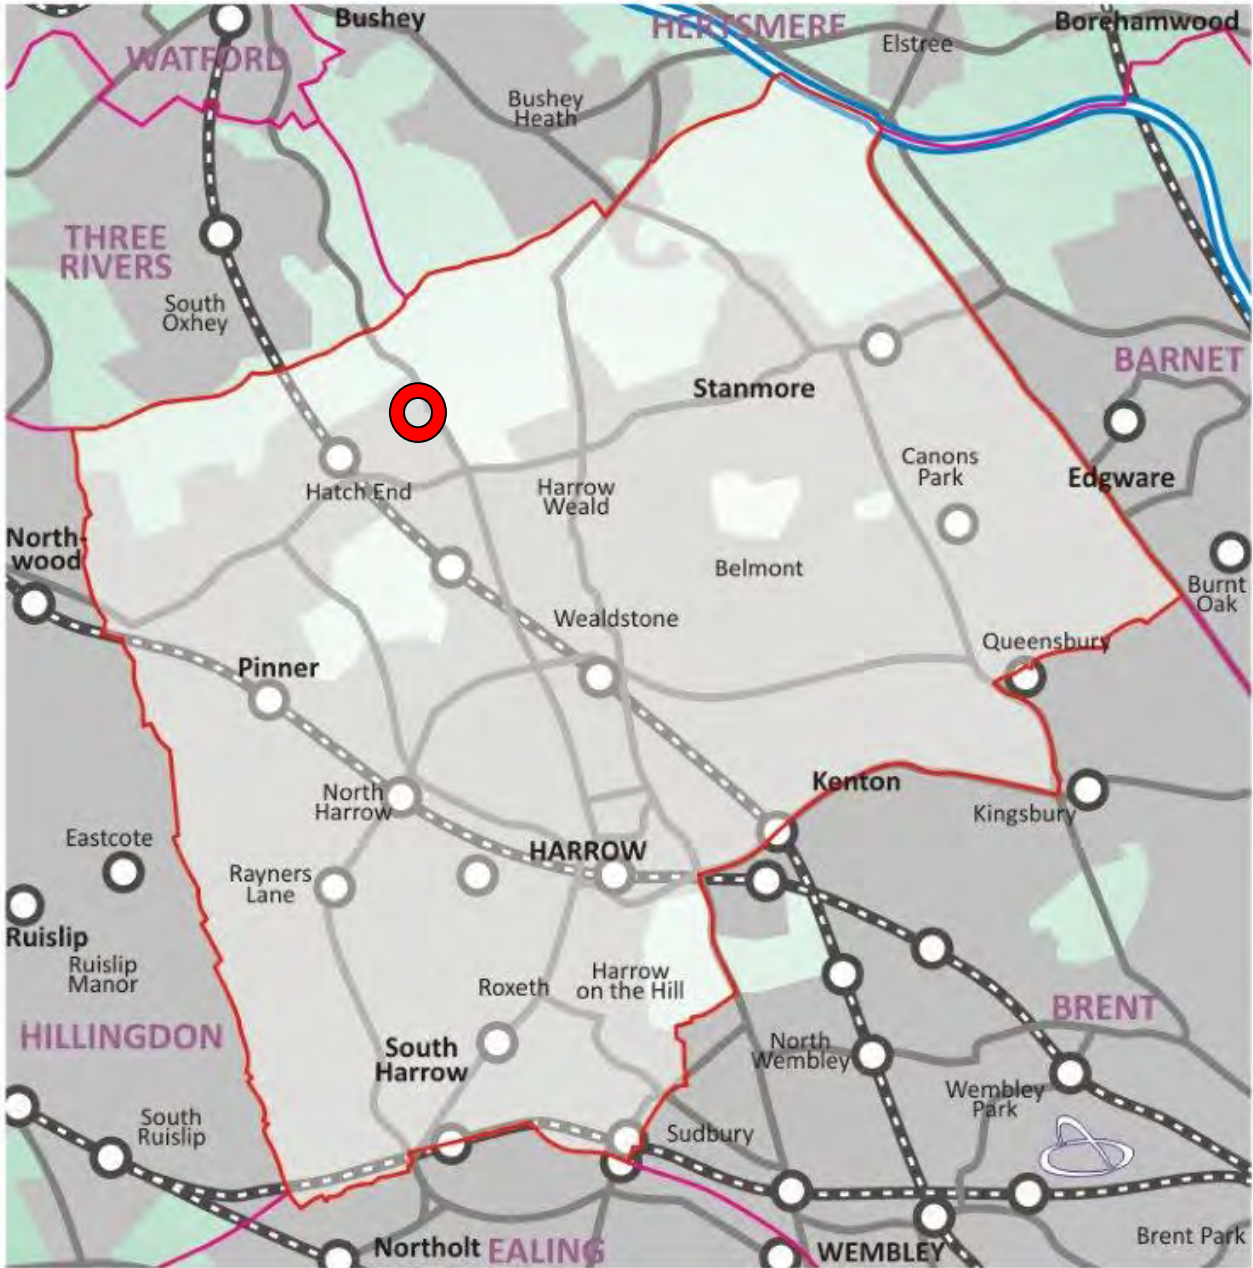 Bushey
HERTSMERE
Borehamwood
Elstree
WATFORD
Bushey
Heath
THREE
RIVERS
South
Oxhey
BARNET
Stanmore
Canons
Park
Edgware
Hatch End
Harrow
Weald
North-
wood
Belmont
Burnt
Oak
Wealdstone
Queensbury
Pinner
Kenton
North
Harrow
Kingsbury
Eastcote
HARROW
Rayners
Lane
Ruislip
Ruislip
Manor
Roxeth
Harrow
on the Hill
HILLINGDON
BRENT
South
Harrow
North
Wembley
Wembley
Park
South
Ruislip
Sudbury
Brent Park
Northolt
EALING
WEMBLEY